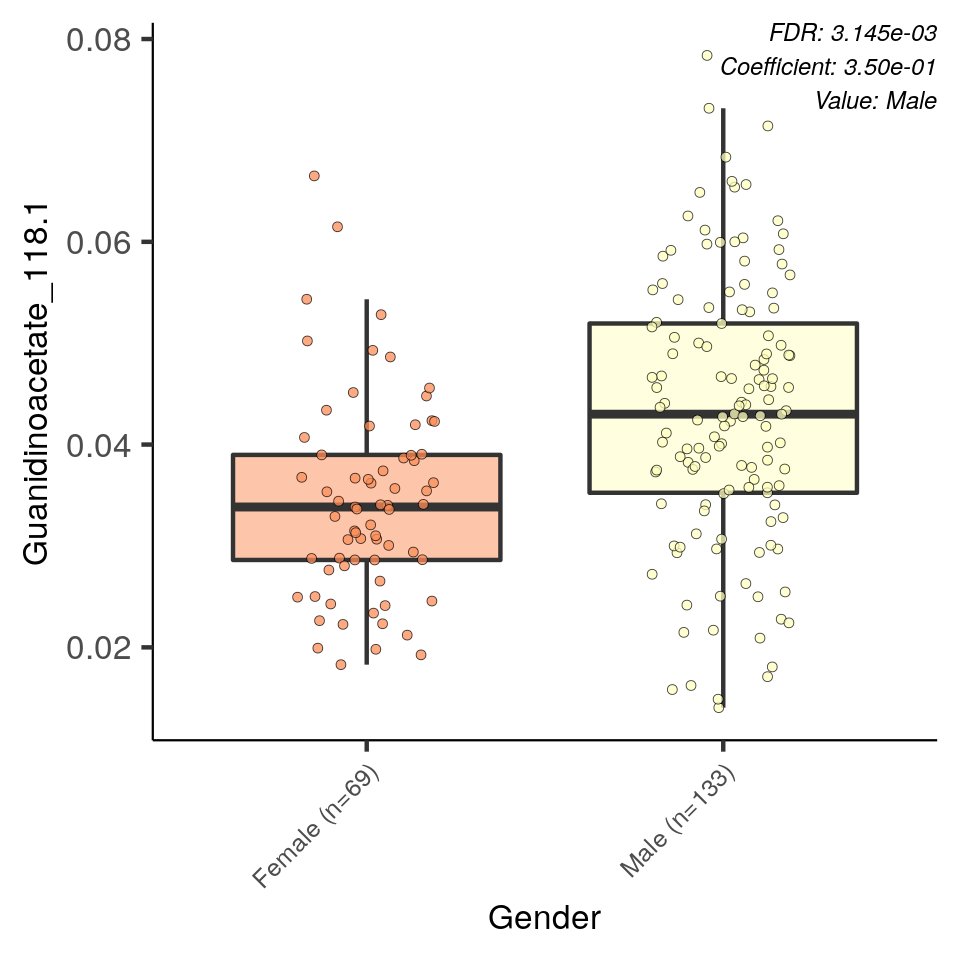 FDR: 3.145e-03
Coefficient: 3.50e-01
Value: Male
Guanidinoacetate_118.1
0.08
0.06
0.04
0.02
Female (n=69)
Male (n=133)
Gender